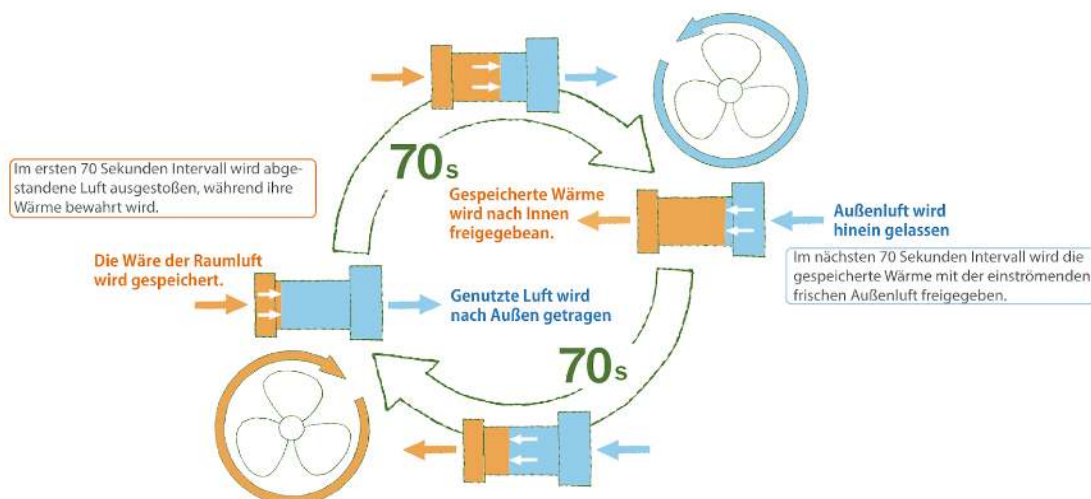 70s
Im ersten 70 Sekunden Intervall wird abge-
standene Luft ausgestoßen, während ihre
Wärme bewahrt wird.
Gespeicherte Wärme
wird nach Innen
freigegebean.
Außenluft wird
hinein gelassen
Im nächsten 70 Sekunden Intervall wird die
gespeicherte Wärme mit der einströmenden
frischen Außenluft freigegeben.
Die Wäre der Raumluft
wird gespeichert.
Genutzte Luft wird
nach Außen getragen
70s